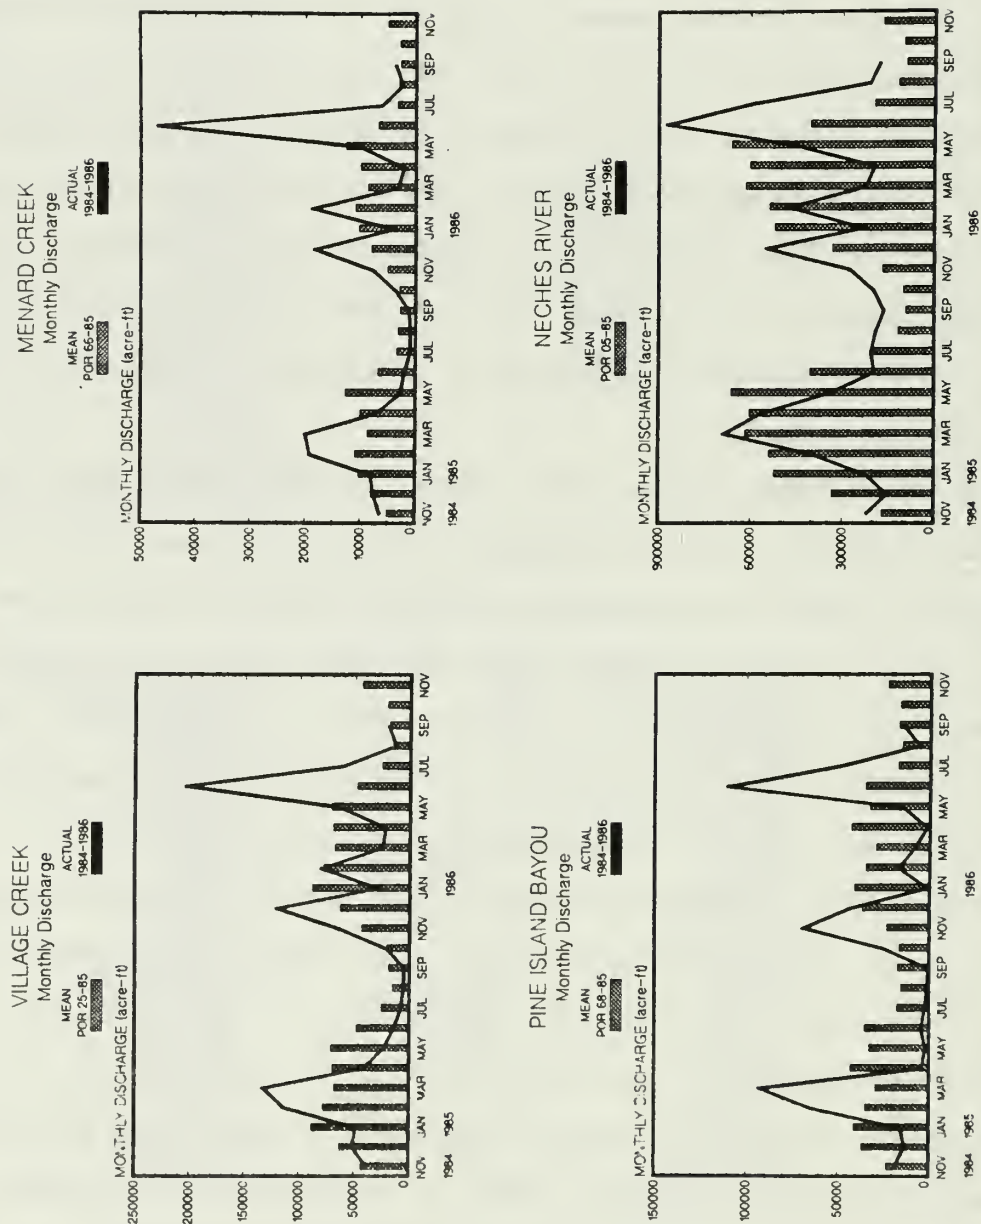 VILLAGE CREEK
Monthly Discharge
MEAN
POR 25-85
ACTUAL
1984-1986
MONTHLY DISCHARGE (acre-ft)
250000
200000
150000
100000
50000
0
NOV JAN MAR MAY JUL SEP NOV JAN MAR MAY JUL SEP NOV
1984 1985 1986
MENARD CREEK
Monthly Discharge
MEAN
POR 66-85
ACTUAL
1984-1986
MONTHLY DISCHARGE (acre-ft)
50000
40000
30000
20000
10000
0
NOV JAN MAR MAY JUL SEP NOV JAN MAR MAY JUL SEP NOV
1984 1985 1986
PINE ISLAND BAYOU
Monthly Discharge
MEAN
POR 68-85
ACTUAL
1984-1986
MONTHLY DISCHARGE (acre-ft)
150000
100000
50000
0
NOV JAN MAR MAY JUL SEP NOV JAN MAR MAY JUL SEP NOV
1984 1985 1986
NECHES RIVER
Monthly Discharge
MEAN
POR 05-85
ACTUAL
1984-1986
MONTHLY DISCHARGE (acre-ft)
900000
600000
300000
0
NOV JAN MAR MAY JUL SEP NOV JAN MAR MAY JUL SEP NOV
1984 1985 1986